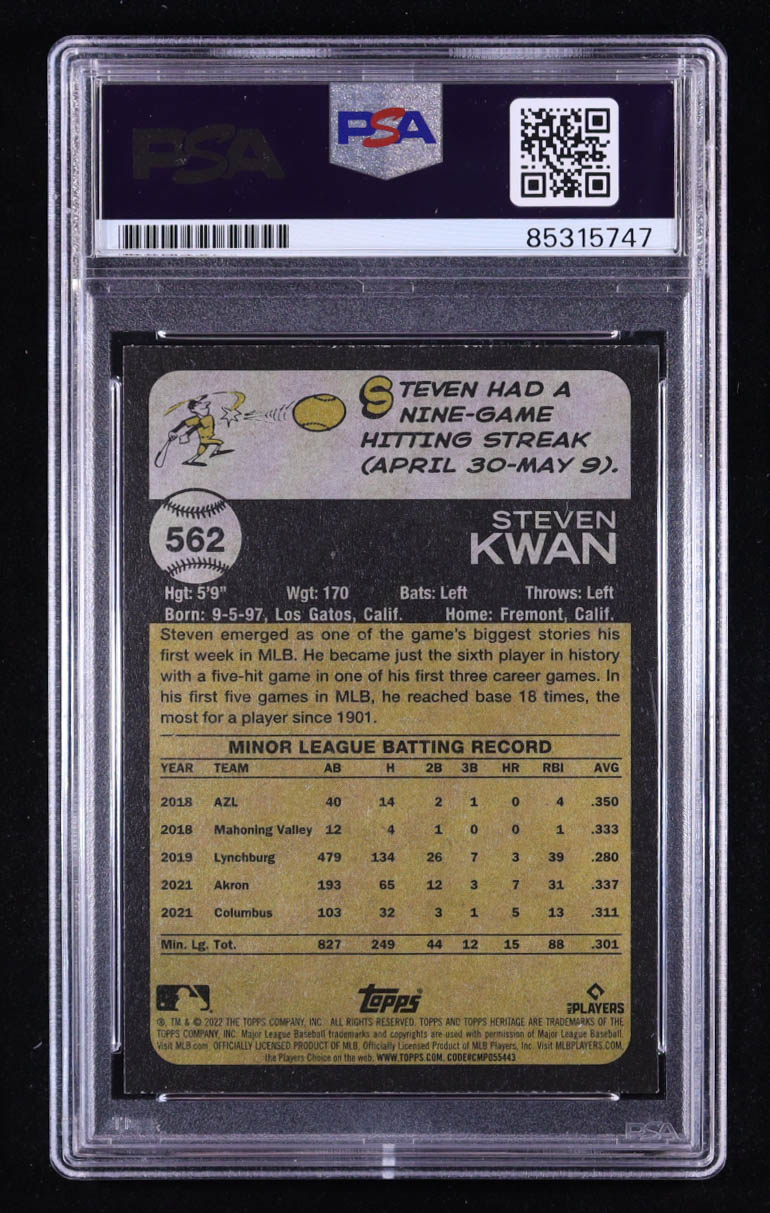 PSA
PSA
85315747
STEVEN HAD A
NINE-GAME
HITTING STREAK
(APRIL 30-MAY 9).
562
STEVEN
KWAN
Hgt: 5'9" Wgt: 170 Bats: Left Throws: Left
Born: 9-5-97, Los Gatos, Calif. Home: Fremont, Calif.
Steven emerged as one of the game's biggest stories his
first week in MLB. He became just the sixth player in history
with a five-hit game in one of his first three career games. In
his first five games in MLB, he reached base 18 times, the
most for a player since 1901.
MINOR LEAGUE BATTING RECORD
YEAR TEAM AB H 2B 3B HR RBI AVG
2018 AZL 40 14 2 1 0 4 .350
2018 Mahoning Valley 12 4 1 0 0 1 .333
2019 Lynchburg 479 134 26 7 3 39 .280
2021 Akron 193 65 12 3 7 31 .337
2021 Columbus 103 32 3 1 5 13 .311
Min. Lg. Tot. 827 249 44 12 15 88 .301
Topps® MLB PLAYERS
®, TM & © 2022 THE TOPPS COMPANY, INC. ALL RIGHTS RESERVED. TOPPS AND TOPPS HERITAGE ARE TRADEMARKS OF THE
TOPPS COMPANY, INC. Major League Baseball trademarks and copyrights are used with permission of Major League Baseball.
Visit MLB.com. OFFICIALLY LICENSED PRODUCT OF MLB. Officially Licensed Product of MLB Players, Inc. Visit MLBPLAYERS.COM,
the Players Choice on the web. WWW.TOPPS.COM. CODE#CMP055443
PSA